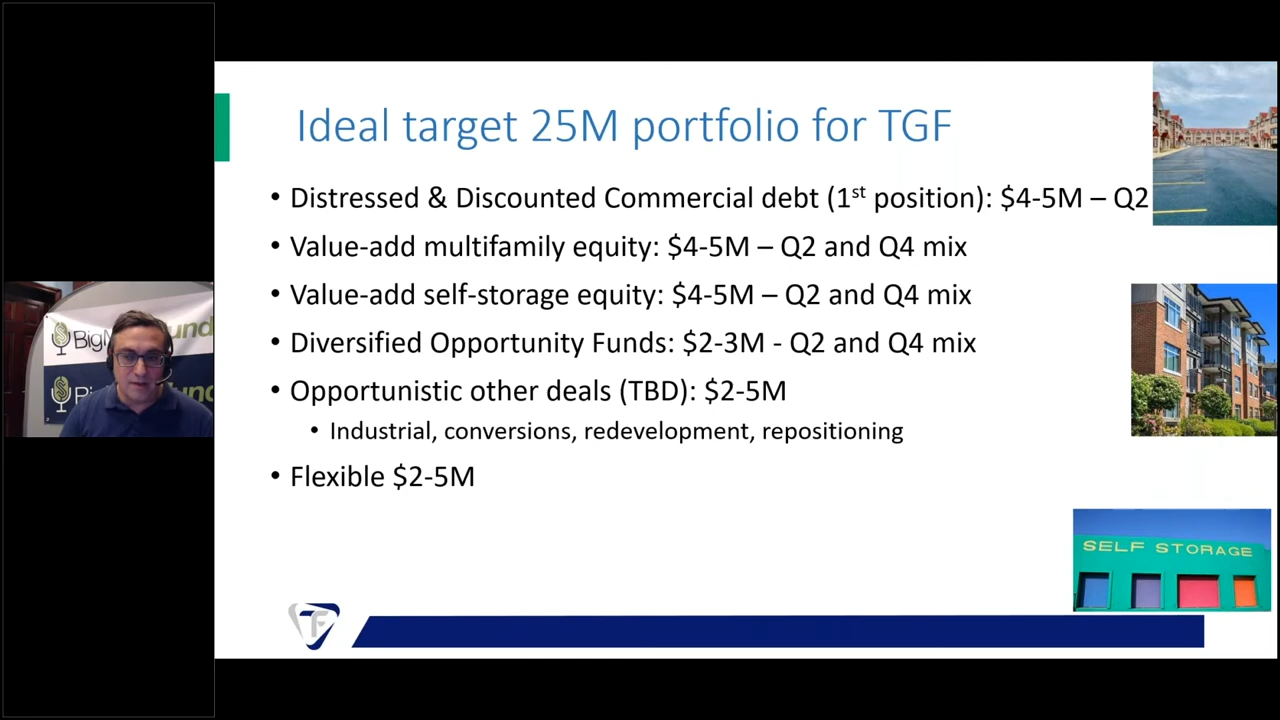 Ideal target 25M portfolio for TGF
• Distressed & Discounted Commercial debt (1st position): $4-5M – Q2
• Value-add multifamily equity: $4-5M – Q2 and Q4 mix
• Value-add self-storage equity: $4-5M – Q2 and Q4 mix
• Diversified Opportunity Funds: $2-3M - Q2 and Q4 mix
• Opportunistic other deals (TBD): $2-5M
• Industrial, conversions, redevelopment, repositioning
• Flexible $2-5M
SELF STORAGE
TF